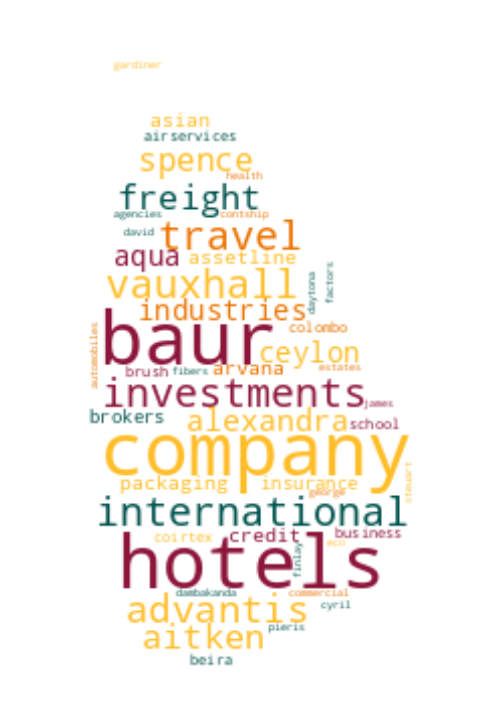 gardiner
asian
airservices
spence
health
freight
agencies contship
david travel
aqua assetline
vauxhall daytona factors
industries
automobiles baur colombo
ceylon
brush fibers arvana estates
investments james
brokers alexandra school
company
packaging insurance steuart
george
international
coirtex credit business
finlay eco
hotels
dambakanda commercial
advantis cyril
aitken pieris
beira